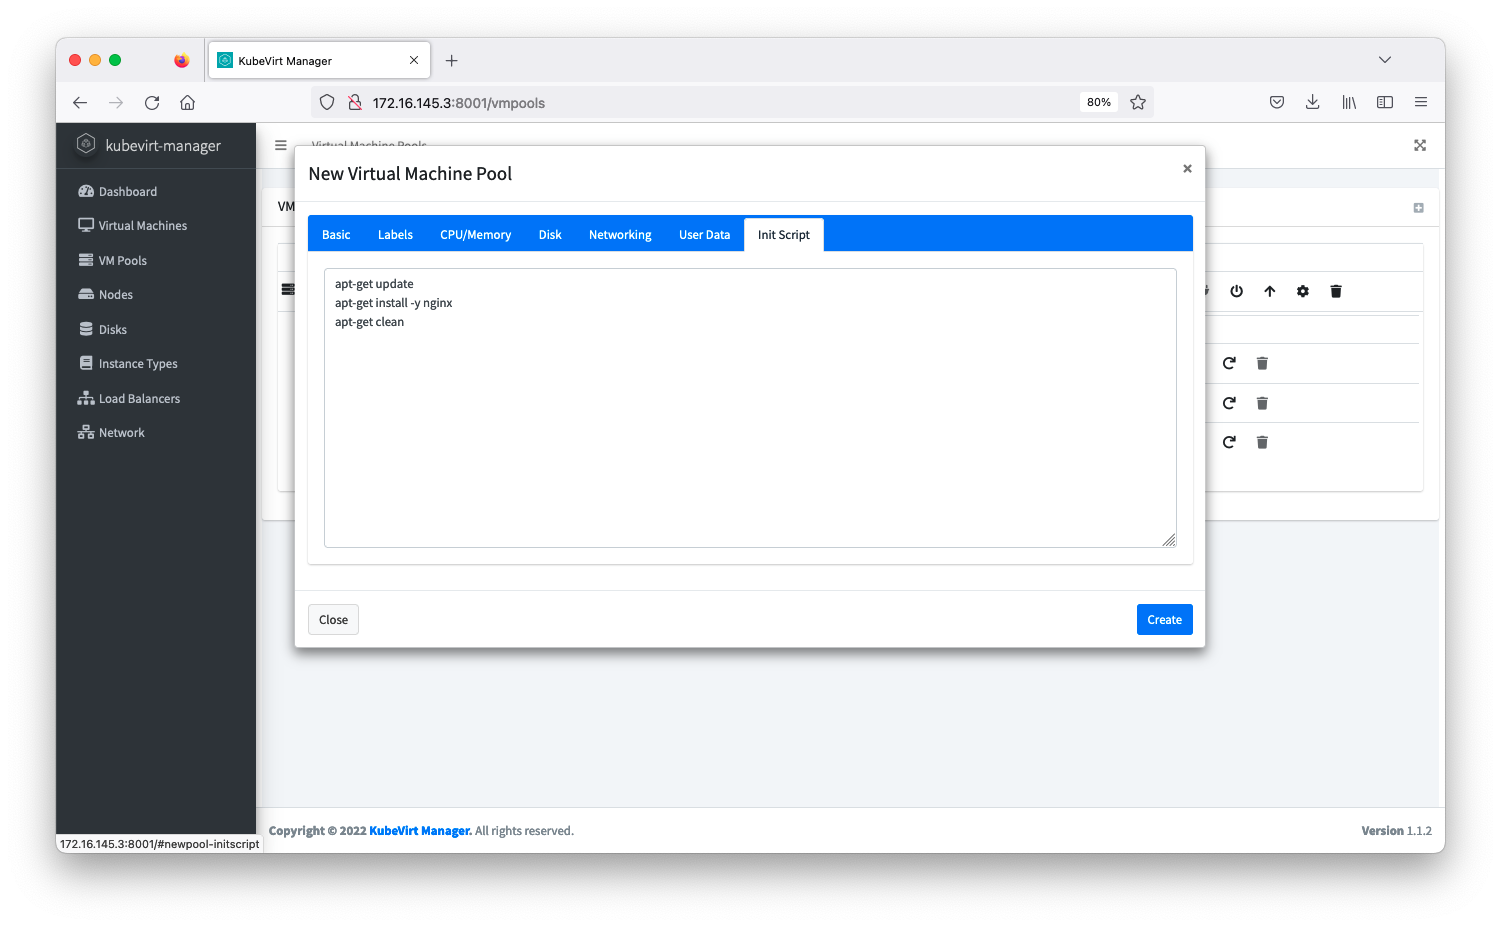 KubeVirt Manager
172.16.145.3:8001/vmpools
80%
kubevirt-manager
Virtual Machine Pools
Dashboard
Virtual Machines
VM Pools
Nodes
Disks
Instance Types
Load Balancers
Network
VM
New Virtual Machine Pool
×
Basic Labels CPU/Memory Disk Networking User Data Init Script
apt-get update
apt-get install -y nginx
apt-get clean
Close
Create
Copyright © 2022 KubeVirt Manager. All rights reserved.
Version 1.1.2
172.16.145.3:8001/#newpool-initscript